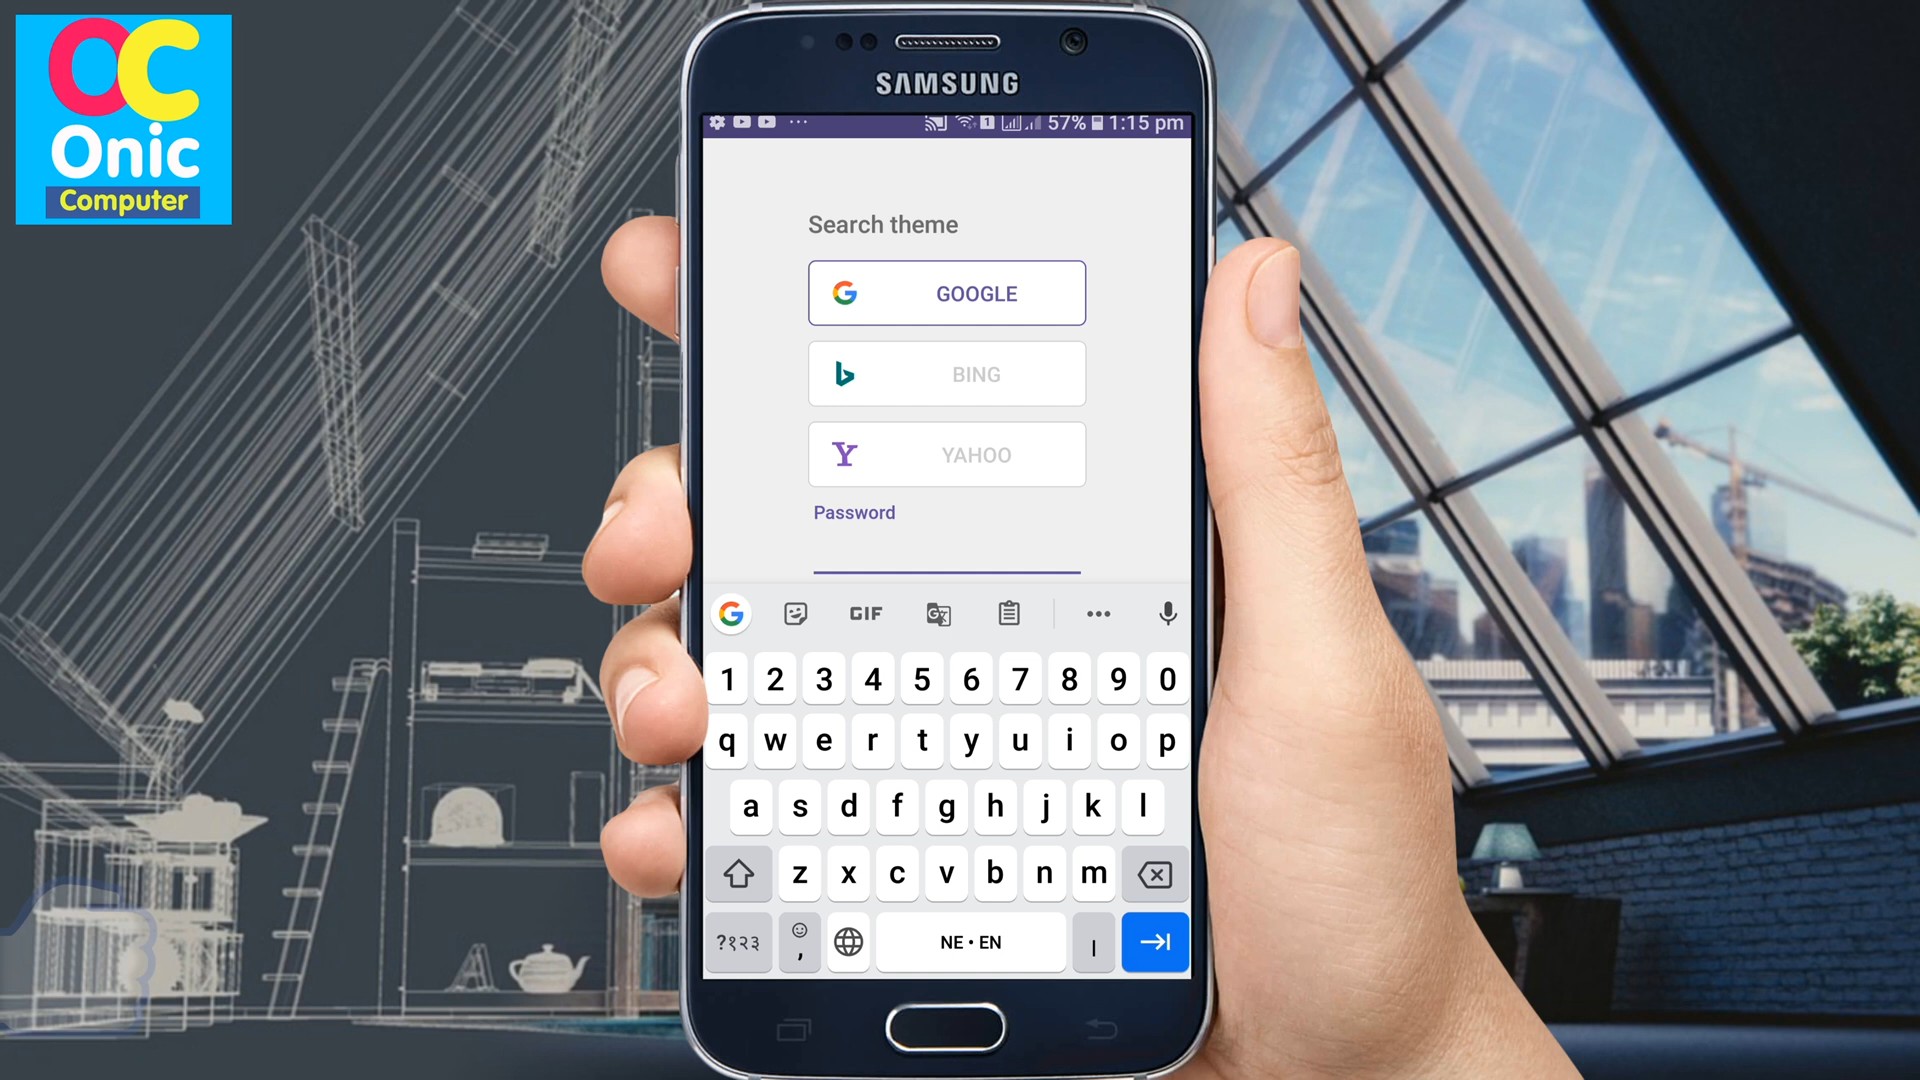 OC
Onic
Computer
SAMSUNG
1 57% 1:15 pm
Search theme
GOOGLE
BING
YAHOO
Password
GIF
1 2 3 4 5 6 7 8 9 0
q w e r t y u i o p
a s d f g h j k l
z x c v b n m
?१२३ , NE • EN ।